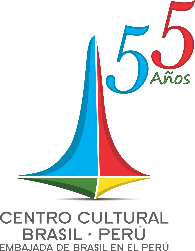 55
Años
CENTRO CULTURAL
BRASIL · PERÚ
EMBAJADA DE BRASIL EN EL PERÚ